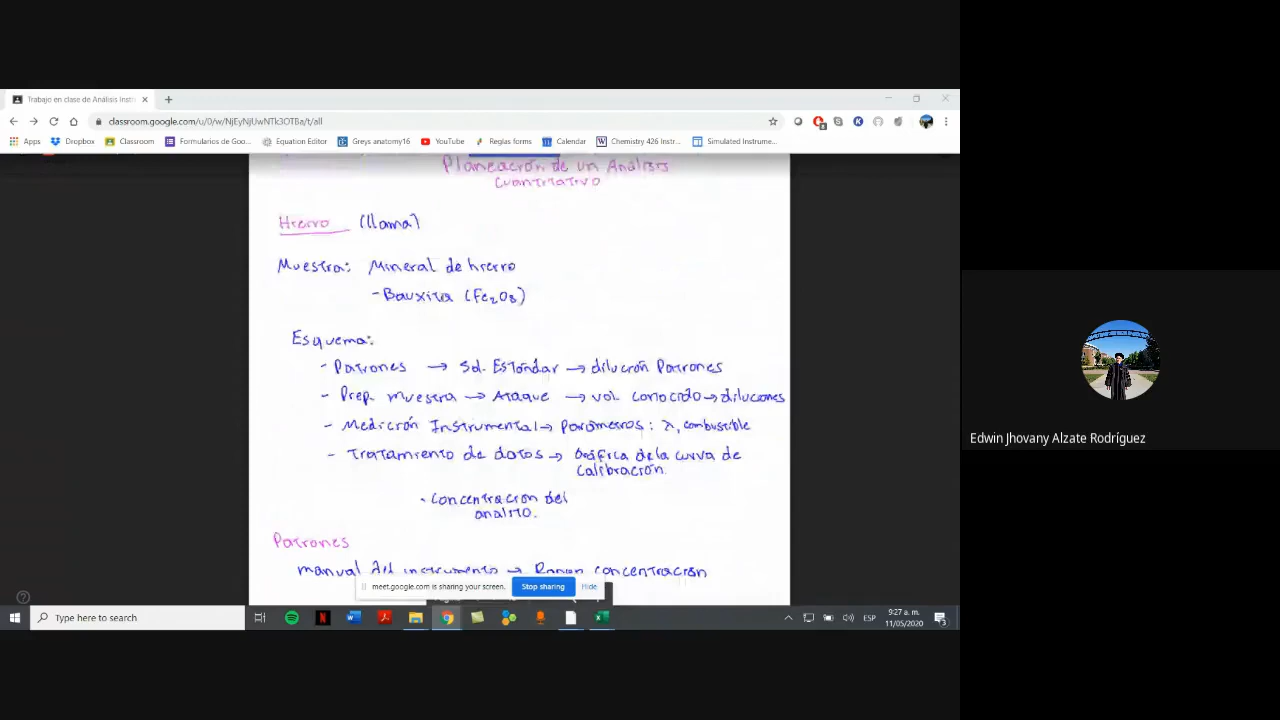 Trabajo en clase de Análisis Instr
classroom.google.com/u/0/w/NjEyNjUwNTk3OTBa/t/all
Apps Dropbox Classroom Formularios de Goo... Equation Editor Greys anatomy16 YouTube Reglas forms Calendar Chemistry 426 Instr... Simulated Instrume...
Planeación de un Análisis
Cuantitativo
Hierro (llama)
Muestra: Mineral de hierro
- Bauxita (Fe2O3)
Esquema:
- Patrones → Sol. Estándar → dilución Patrones
- Prep. muestra → Ataque → vol. conocido → diluciones
- Medición Instrumental → Parámetros: λ, combustible
- Tratamiento de datos → Gráfica de la curva de
calibración.
• Concentración del
analito.
Patrones
manual del instrumento → Rango concentración
meet.google.com is sharing your screen. Stop sharing Hide
Edwin Jhovany Alzate Rodríguez
Type here to search
ESP
9:27 a. m.
11/05/2020